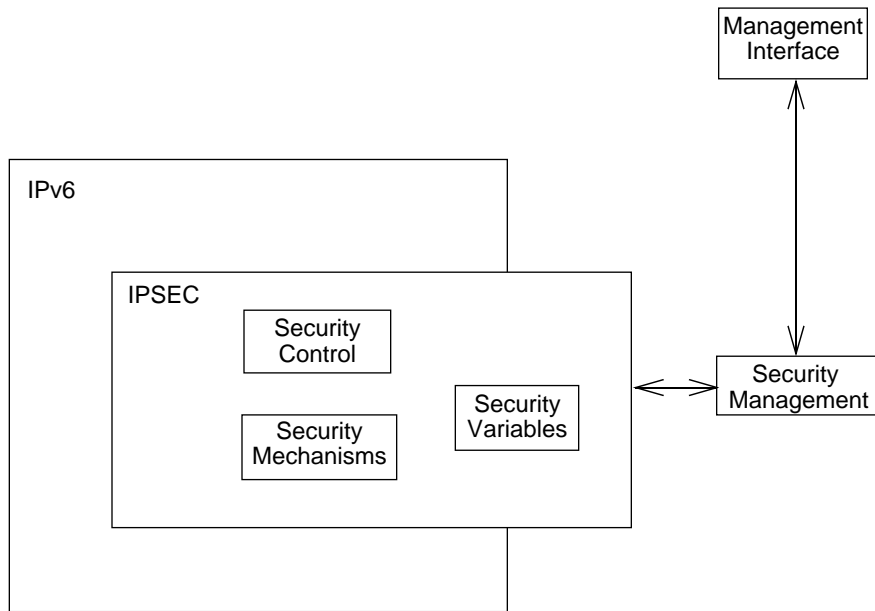 Management
Interface
IPv6
IPSEC
Security
Control
Security
Mechanisms
Security
Variables
Security
Management